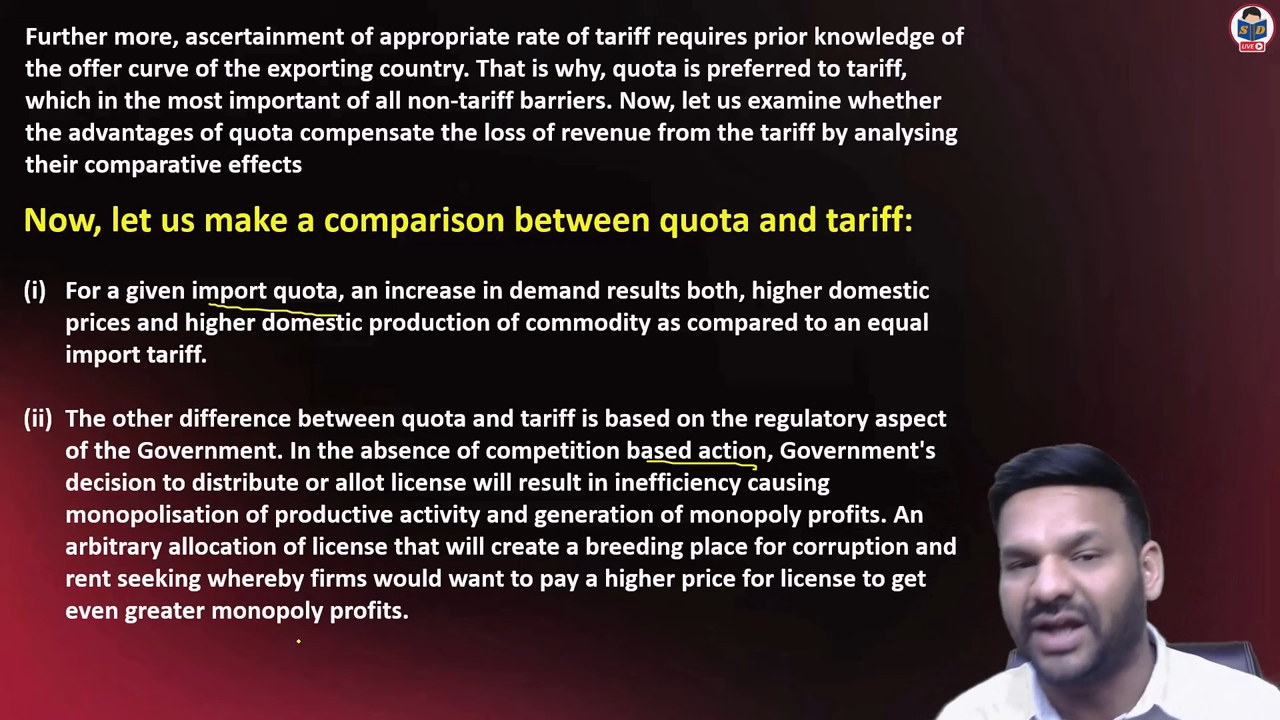 Further more, ascertainment of appropriate rate of tariff requires prior knowledge of
the offer curve of the exporting country. That is why, quota is preferred to tariff,
which in the most important of all non-tariff barriers. Now, let us examine whether
the advantages of quota compensate the loss of revenue from the tariff by analysing
their comparative effects
Now, let us make a comparison between quota and tariff:
(i) For a given import quota, an increase in demand results both, higher domestic
prices and higher domestic production of commodity as compared to an equal
import tariff.
(ii) The other difference between quota and tariff is based on the regulatory aspect
of the Government. In the absence of competition based action, Government's
decision to distribute or allot license will result in inefficiency causing
monopolisation of productive activity and generation of monopoly profits. An
arbitrary allocation of license that will create a breeding place for corruption and
rent seeking whereby firms would want to pay a higher price for license to get
even greater monopoly profits.
S D
LIVE